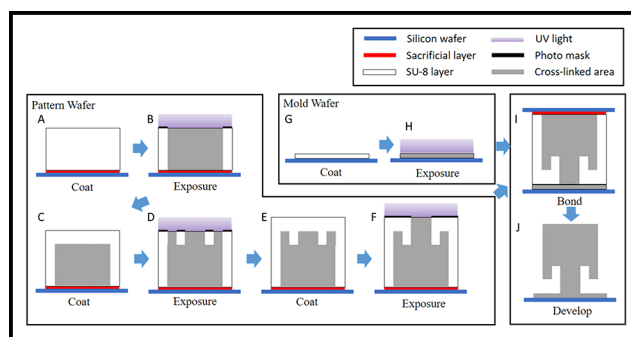 Silicon wafer
UV light
Sacrificial layer
Photo mask
SU-8 layer
Cross-linked area
Pattern Wafer
A
B
Coat
Exposure
Mold Wafer
G
H
Coat
Exposure
C
D
E
F
Coat
Exposure
Coat
Exposure
I
Bond
J
Develop